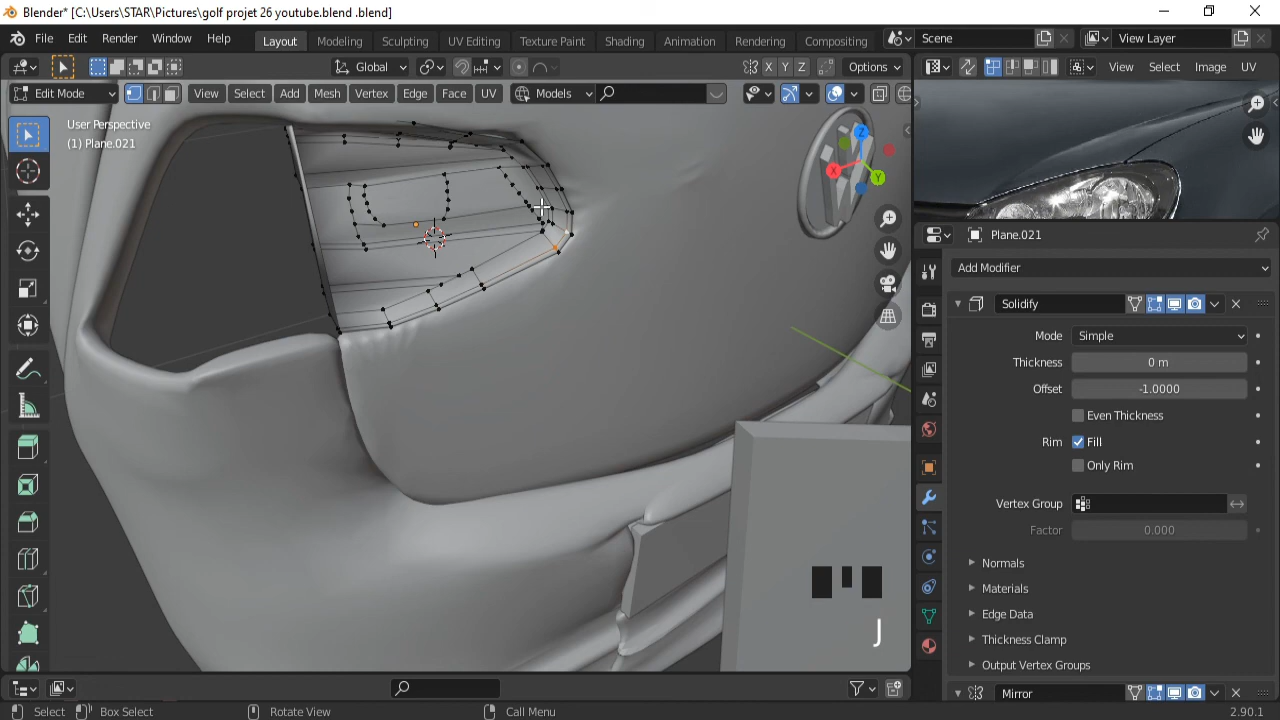 Blender* [C:\Users\STAR\Pictures\golf projet 26 youtube.blend .blend]
File Edit Render Window Help Layout Modeling Sculpting UV Editing Texture Paint Shading Animation Rendering Compositing Scene View Layer
Global X Y Z Options View Select Image UV
Edit Mode View Select Add Mesh Vertex Edge Face UV Models
User Perspective
(1) Plane.021
Z
X
Y
Plane.021
Add Modifier
Solidify
Mode Simple
Thickness 0 m
Offset -1.0000
Even Thickness
Rim Fill
Only Rim
Vertex Group
Factor 0.000
Normals
Materials
Edge Data
Thickness Clamp
Output Vertex Groups
Mirror
J
Select Box Select Rotate View Call Menu 2.90.1